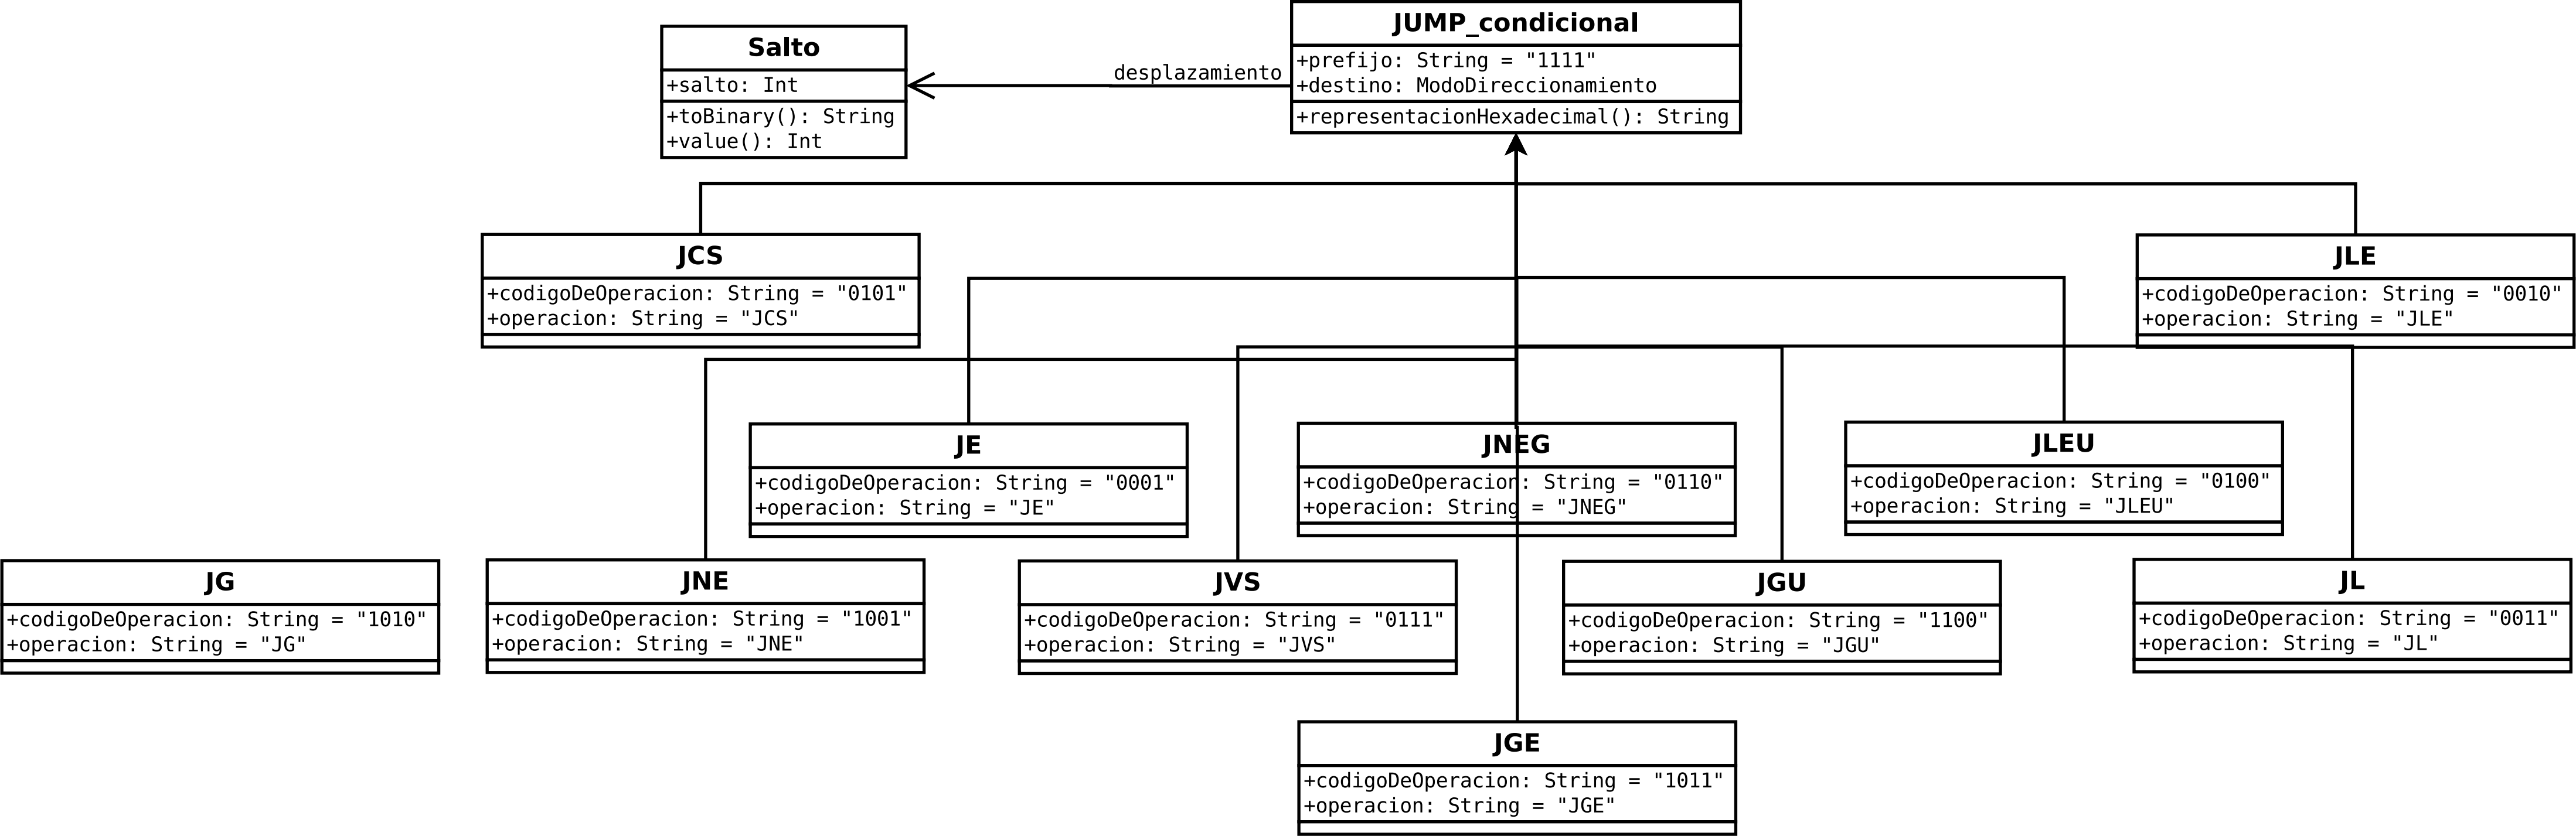 Salto
+salto: Int
+toBinary(): String
+value(): Int
desplazamiento
JUMP_condicional
+prefijo: String = "1111"
+destino: ModoDireccionamiento
+representacionHexadecimal(): String
JCS
+codigoDeOperacion: String = "0101"
+operacion: String = "JCS"
JLE
+codigoDeOperacion: String = "0010"
+operacion: String = "JLE"
JE
+codigoDeOperacion: String = "0001"
+operacion: String = "JE"
JNEG
+codigoDeOperacion: String = "0110"
+operacion: String = "JNEG"
JLEU
+codigoDeOperacion: String = "0100"
+operacion: String = "JLEU"
JG
+codigoDeOperacion: String = "1010"
+operacion: String = "JG"
JNE
+codigoDeOperacion: String = "1001"
+operacion: String = "JNE"
JVS
+codigoDeOperacion: String = "0111"
+operacion: String = "JVS"
JGU
+codigoDeOperacion: String = "1100"
+operacion: String = "JGU"
JL
+codigoDeOperacion: String = "0011"
+operacion: String = "JL"
JGE
+codigoDeOperacion: String = "1011"
+operacion: String = "JGE"